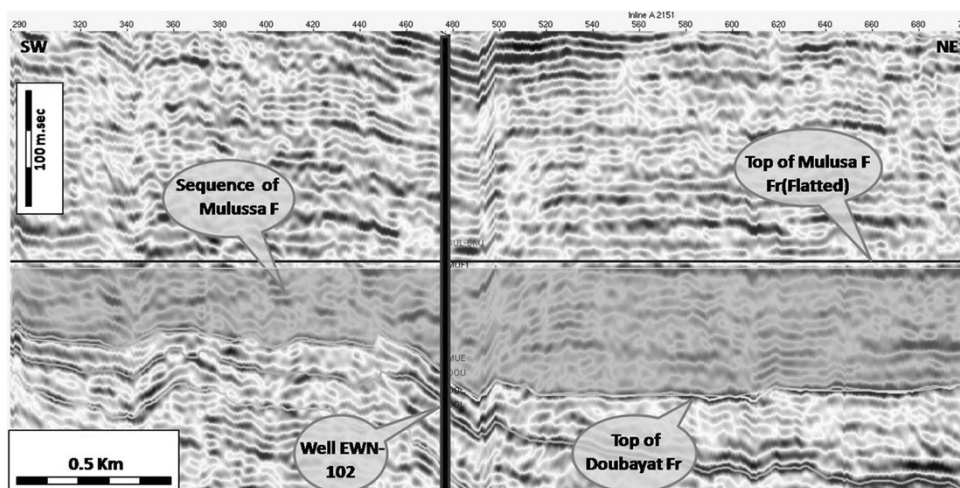 Inline A 2151
290 320 340 360 380 400 420 440 460 480 500 520 540 560 580 600 620 640 660 680
SW
NE
100 m.sec
Sequence of
Mulussa F
Top of Mulusa F
Fr(Flatted)
MUE
DOU
Well EWN-
102
Top of
Doubayat Fr
0.5 Km